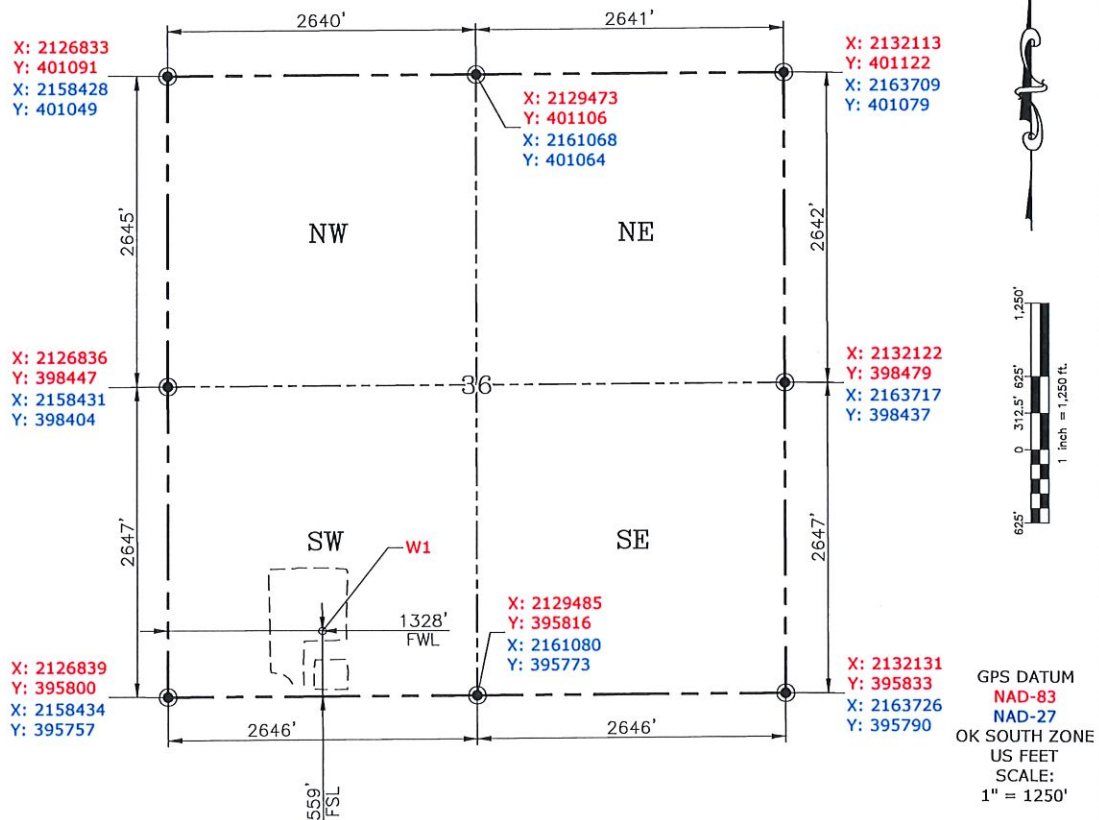 2640'
2641'
X: 2126833
Y: 401091
X: 2158428
Y: 401049
X: 2129473
Y: 401106
X: 2161068
Y: 401064
X: 2132113
Y: 401122
X: 2163709
Y: 401079
2645'
NW
NE
2642'
1,250'
625'
312.5'
0
625'
1 inch = 1,250 ft.
X: 2126836
Y: 398447
X: 2158431
Y: 398404
36
X: 2132122
Y: 398479
X: 2163717
Y: 398437
2647'
SW
SE
2647'
W1
1328'
FWL
X: 2129485
Y: 395816
X: 2161080
Y: 395773
X: 2126839
Y: 395800
X: 2158434
Y: 395757
X: 2132131
Y: 395833
X: 2163726
Y: 395790
2646'
2646'
559'
FSL
GPS DATUM
NAD-83
NAD-27
OK SOUTH ZONE
US FEET
SCALE:
1" = 1250'